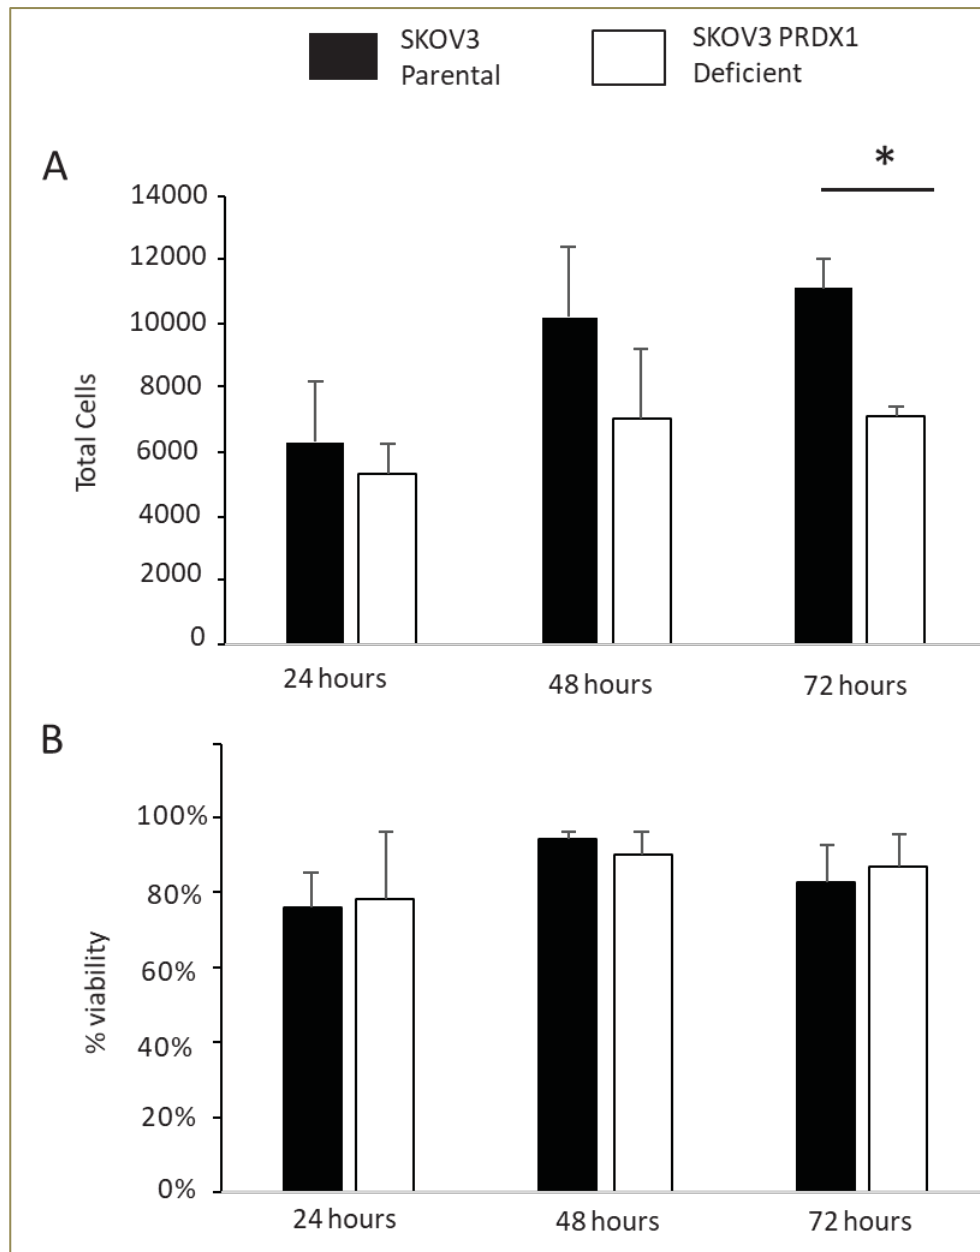 SKOV3
Parental
SKOV3 PRDX1
Deficient
A
*
14000
12000
10000
8000
6000
4000
2000
0
Total Cells
24 hours
48 hours
72 hours
B
100%
80%
60%
40%
20%
0%
% viability
24 hours
48 hours
72 hours